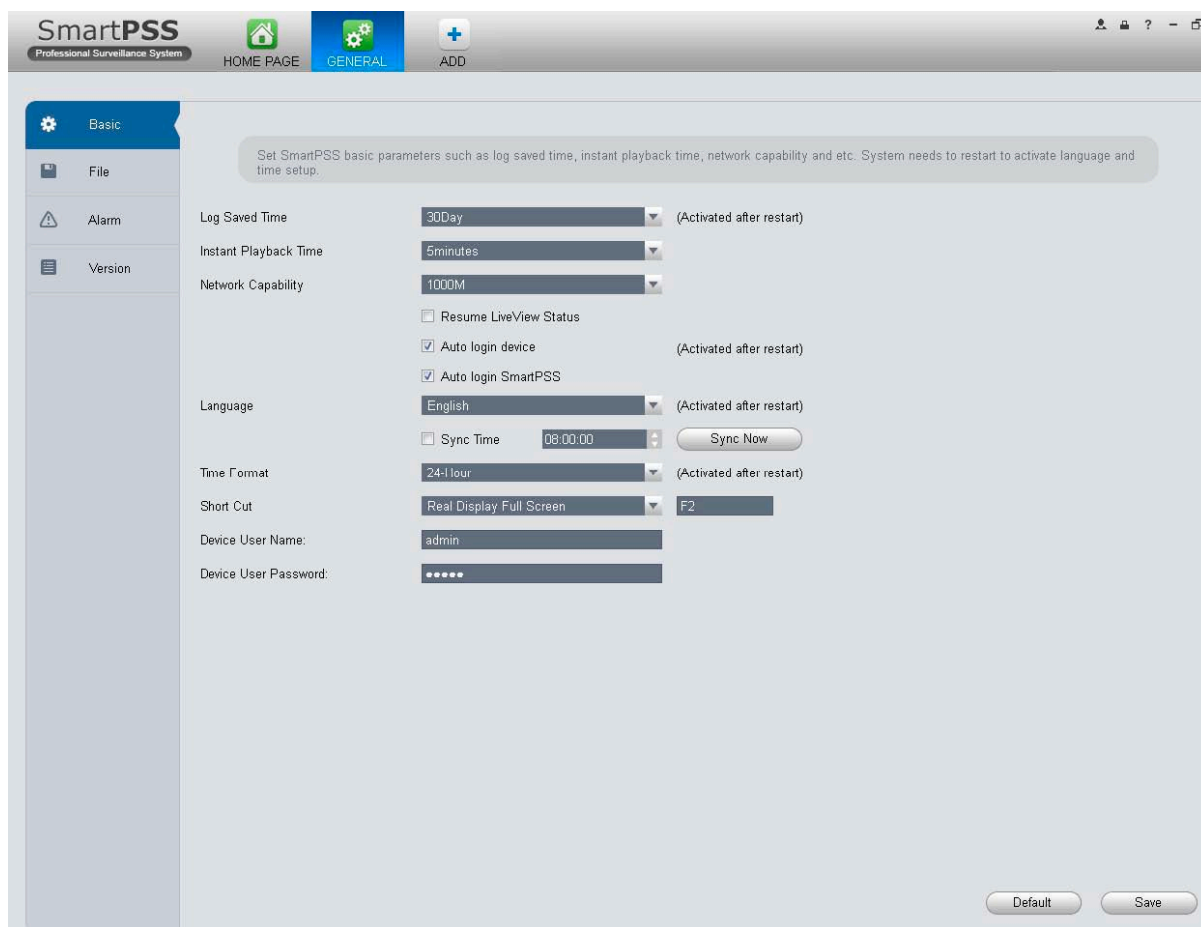 SmartPSS
Professional Surveillance System
HOME PAGE
GENERAL
ADD
?
Basic
File
Alarm
Version
Set SmartPSS basic parameters such as log saved time, instant playback time, network capability and etc. System needs to restart to activate language and
time setup.
Log Saved Time 30Day (Activated after restart)
Instant Playback Time 5minutes
Network Capability 1000M
Resume LiveView Status
Auto login device (Activated after restart)
Auto login SmartPSS
Language English (Activated after restart)
Sync Time 08:00:00 Sync Now
Time Format 24-Hour (Activated after restart)
Short Cut Real Display Full Screen F2
Device User Name: admin
Device User Password: •••••
Default Save